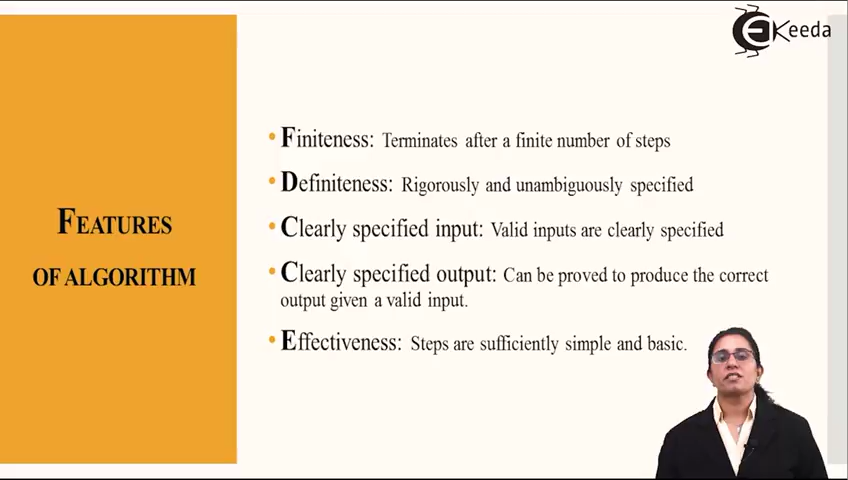 EKeeda
FEATURES
OF ALGORITHM
• Finiteness: Terminates after a finite number of steps
• Definiteness: Rigorously and unambiguously specified
• Clearly specified input: Valid inputs are clearly specified
• Clearly specified output: Can be proved to produce the correct
output given a valid input.
• Effectiveness: Steps are sufficiently simple and basic.